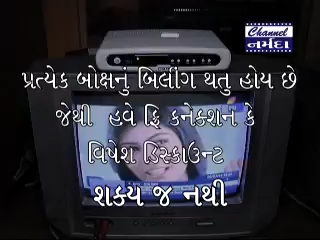 Channel
નર્મદા
પ્રત્યેક બોક્ષનું બિલીંગ થતુ હોય છે
જેથી હવે ફ્રિ કનેક્શન કે
વિષેશ ડિસ્કાઉન્ટ
શક્ય જ નથી